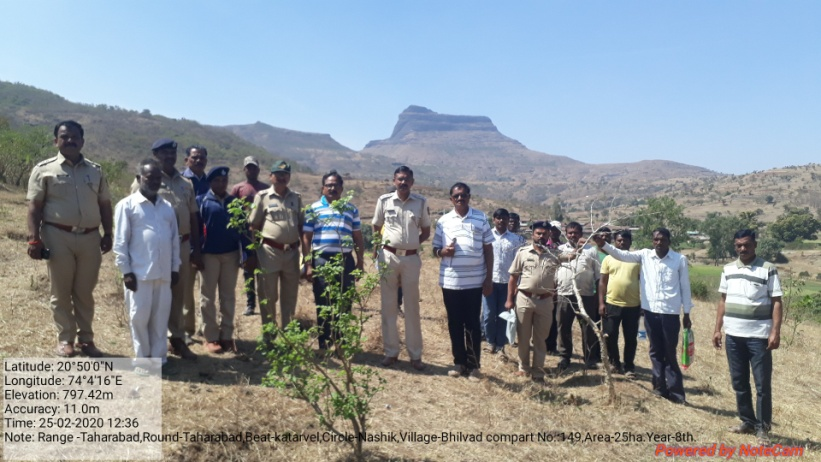 Latitude: 20°50'0"N
Longitude: 74°4'16"E
Elevation: 797.42m
Accuracy: 11.0m
Time: 25-02-2020 12:36
Note: Range -Taharabad,Round-Taharabad,Beat-katarvel,Circle-Nashik,Village-Bhilvad compart No.:149,Area-25ha.Year-8th.
Powered by NoteCam